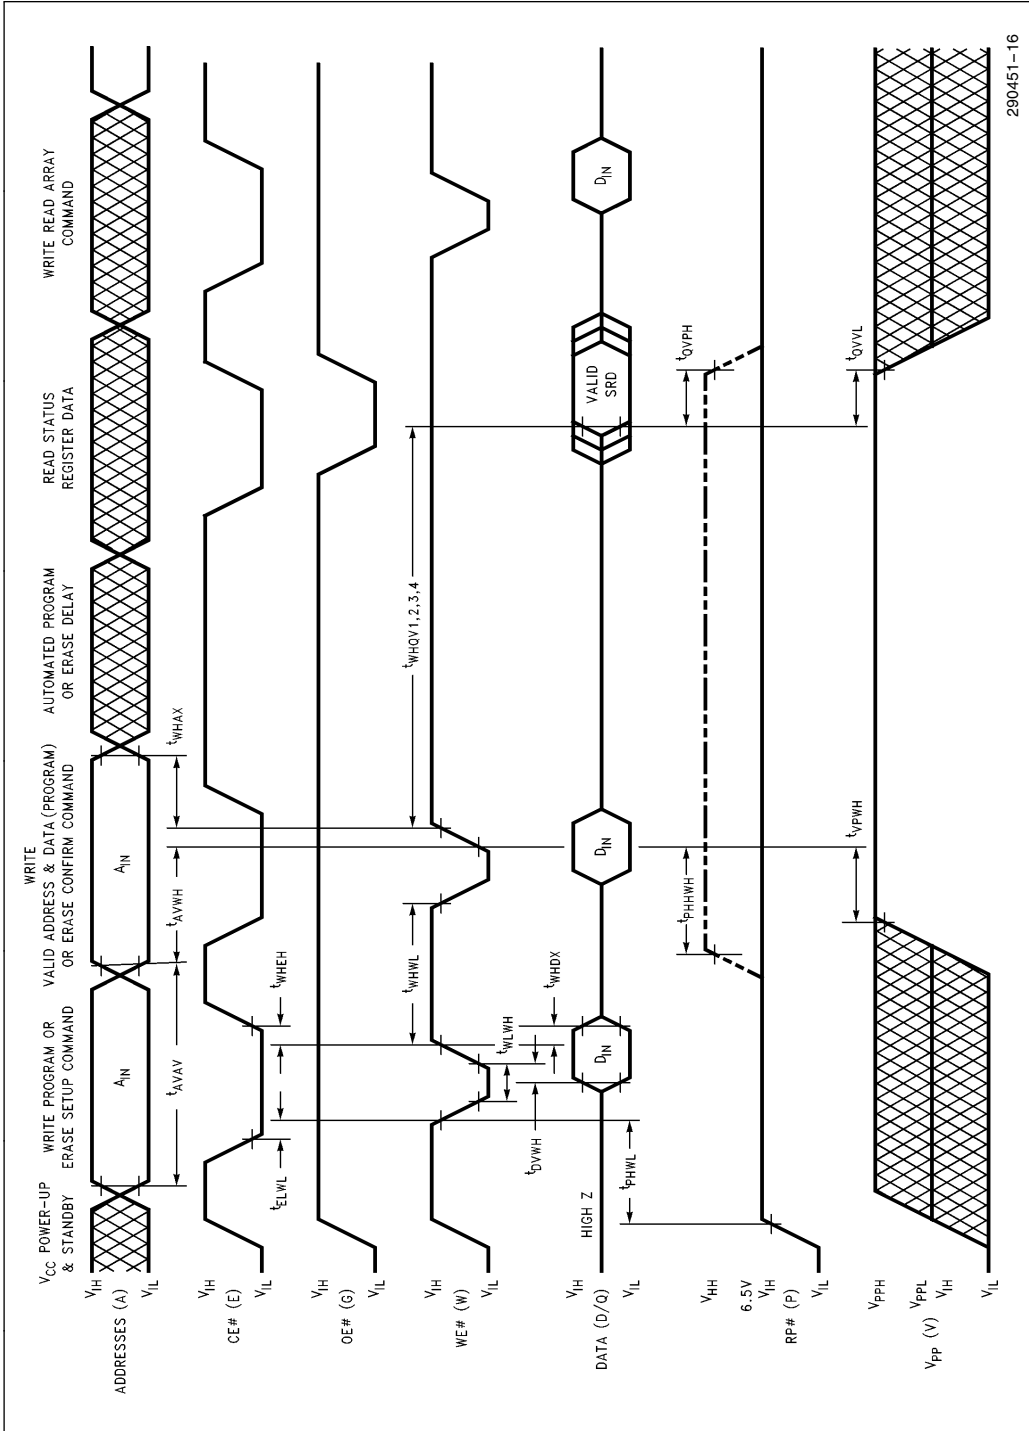 V_CC POWER-UP
& STANDBY
WRITE PROGRAM OR
ERASE SETUP COMMAND
WRITE
VALID ADDRESS & DATA (PROGRAM)
OR ERASE CONFIRM COMMAND
AUTOMATED PROGRAM
OR ERASE DELAY
READ STATUS
REGISTER DATA
WRITE READ ARRAY
COMMAND
ADDRESSES (A)
V_IH
V_IL
A_IN
A_IN
t_AVAV
t_AVWH
t_WHAX
CE# (E)
V_IH
V_IL
t_ELWL
t_WHEH
OE# (G)
V_IH
V_IL
t_WHWL
t_WHQV1,2,3,4
WE# (W)
V_IH
V_IL
t_WLWH
t_DVWH
t_WHDX
DATA (D/Q)
V_IH
V_IL
HIGH Z
D_IN
D_IN
VALID
SRD
D_IN
t_PHWL
t_PHHWH
t_QVPH
V_HH
6.5V
V_IH
RP# (P)
V_IL
t_VPWH
t_QVVL
V_PPH
V_PPL
V_IH
V_PP (V)
V_IL
290451-16